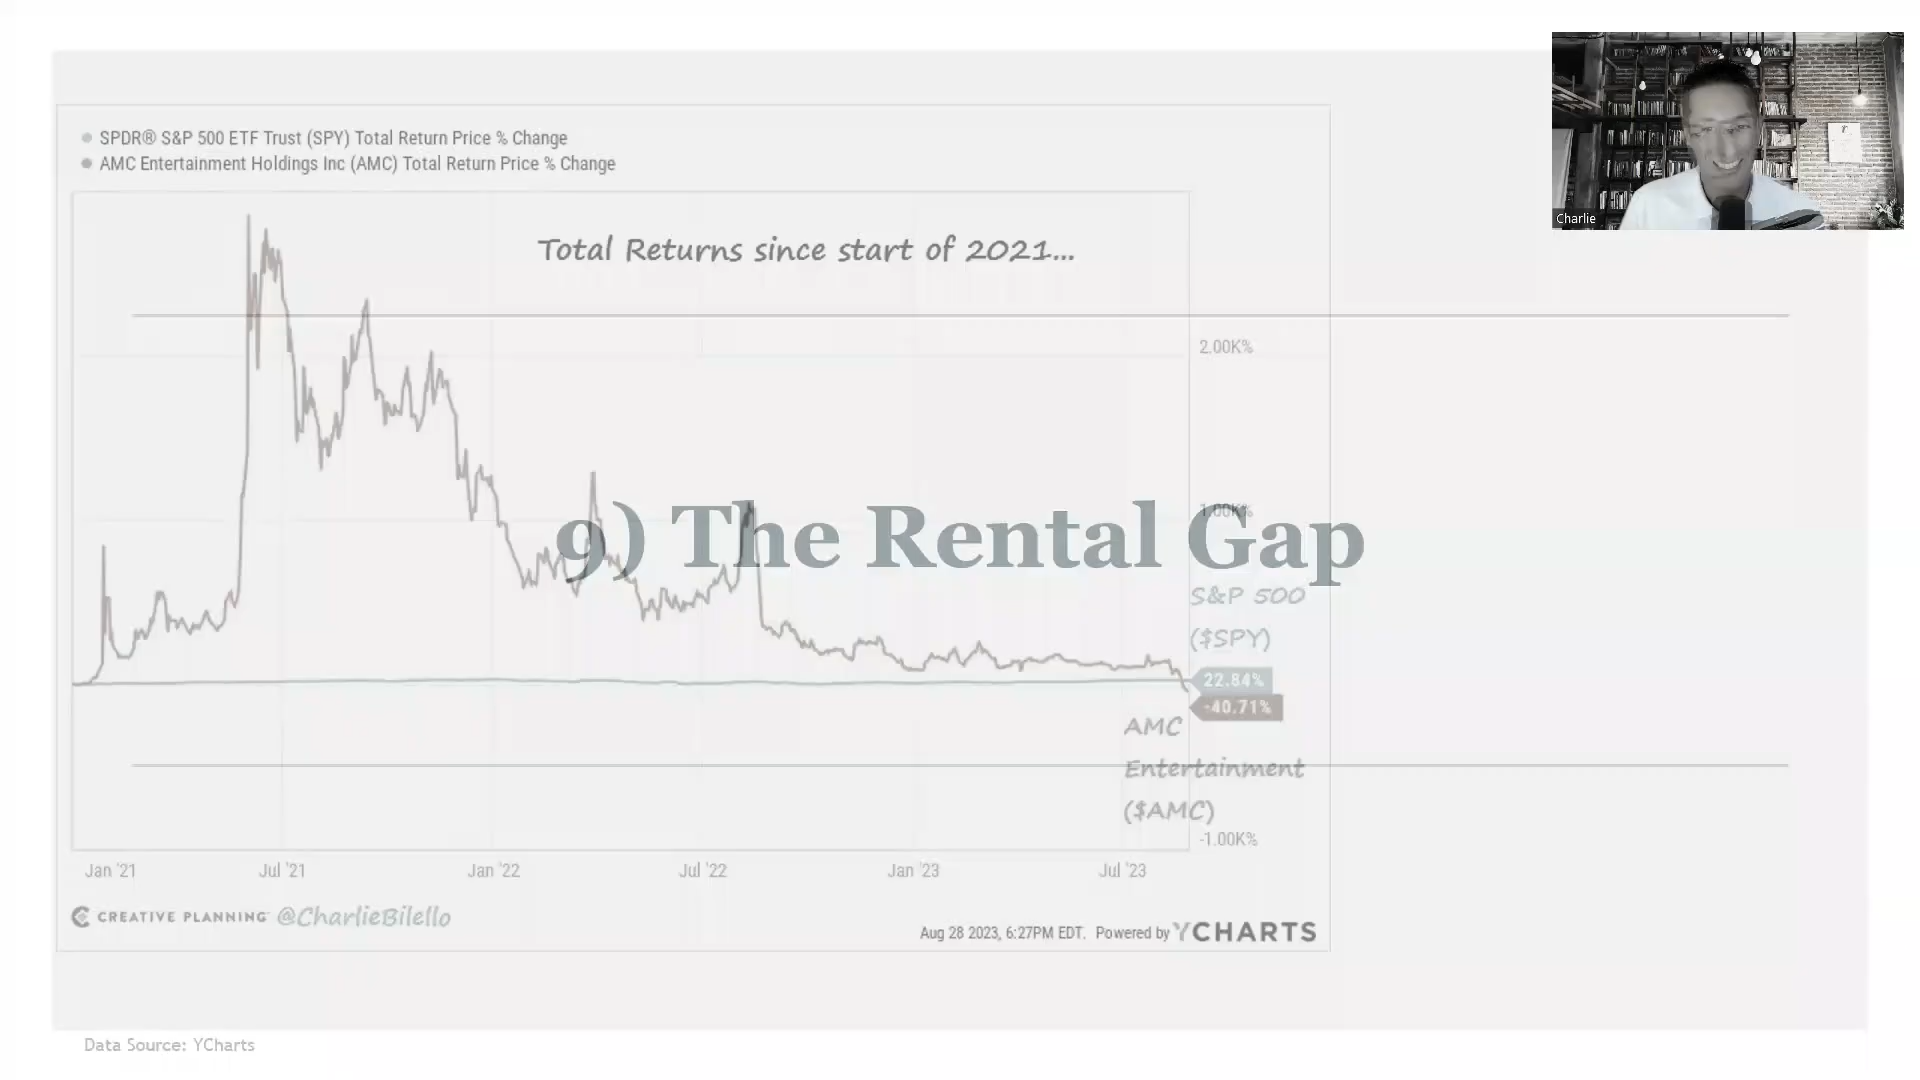 Charlie
SPDR® S&P 500 ETF Trust (SPY) Total Return Price % Change
AMC Entertainment Holdings Inc (AMC) Total Return Price % Change
Total Returns since start of 2021...
2.00K%
1.00K%
9) The Rental Gap
S&P 500
($SPY)
22.84%
-40.71%
AMC
Entertainment
($AMC)
-1.00K%
Jan '21 Jul '21 Jan '22 Jul '22 Jan '23 Jul '23
CREATIVE PLANNING @CharlieBilello
Aug 28 2023, 6:27PM EDT. Powered by YCHARTS
Data Source: YCharts